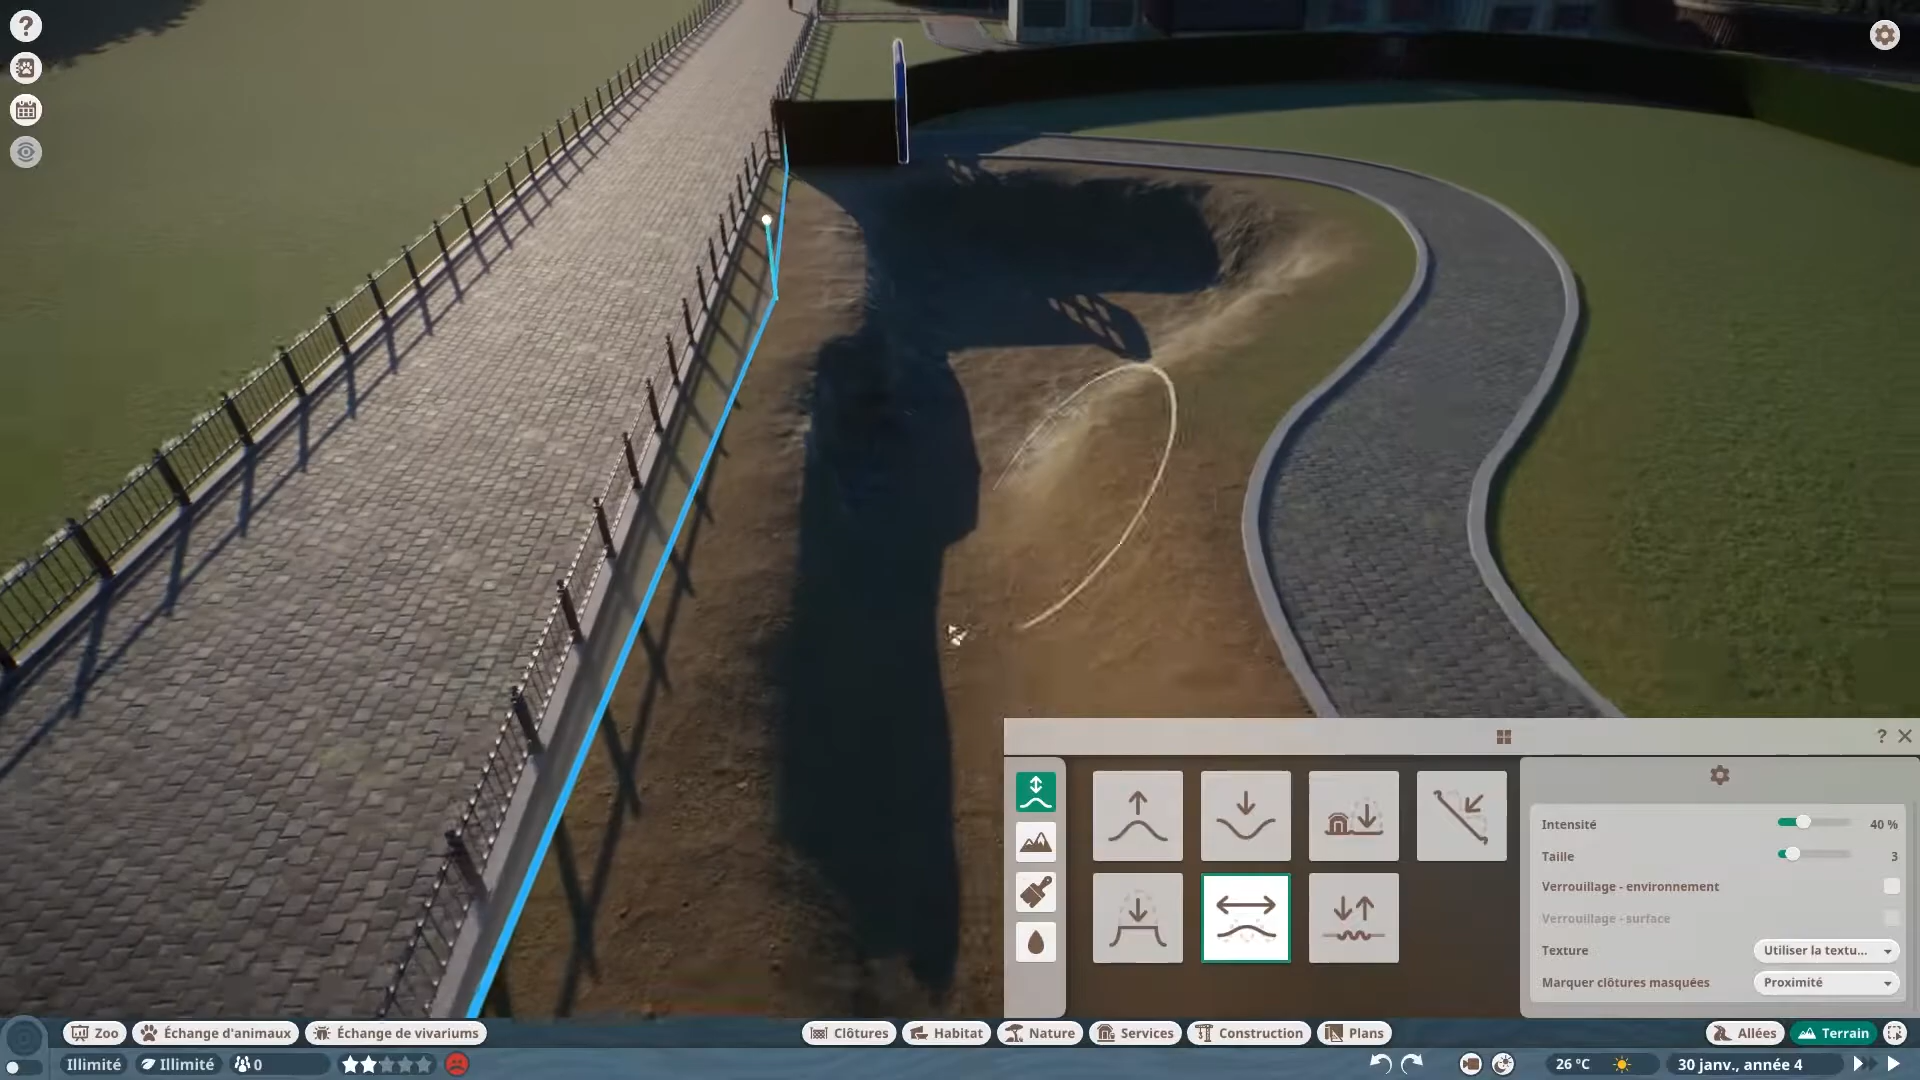 ?
? 
Intensité 40 %
Taille 3
Verrouillage - environnement
Verrouillage - surface
Texture Utiliser la textu...
Marquer clôtures masquées Proximité
Zoo Échange d'animaux Échange de vivariums Clôtures Habitat Nature Services Construction Plans Allées Terrain
Illimité Illimité 0 26 °C 30 janv., année 4